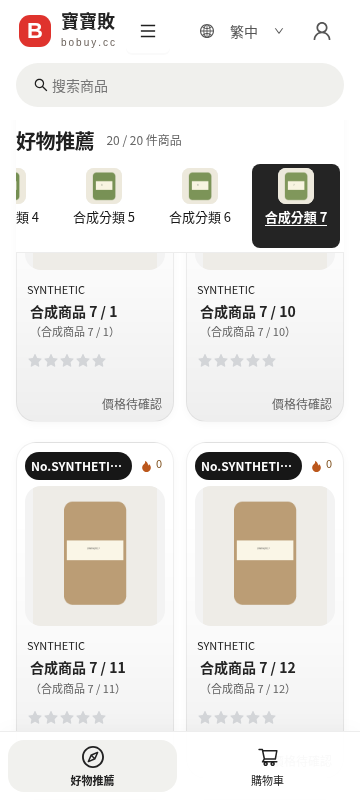 B 寶寶敗
bobuy.cc
繁中
搜索商品
好物推薦 20 / 20 件商品
類 4 合成分類 5 合成分類 6 合成分類 7
SYNTHETIC SYNTHETIC
合成商品 7 / 1 合成商品 7 / 10
（合成商品 7 / 1） （合成商品 7 / 10）
價格待確認 價格待確認
No.SYNTHETI... 0 No.SYNTHETI... 0
SYNTHETIC SYNTHETIC
合成商品 7 / 11 合成商品 7 / 12
（合成商品 7 / 11） （合成商品 7 / 12）
好物推薦 購物車